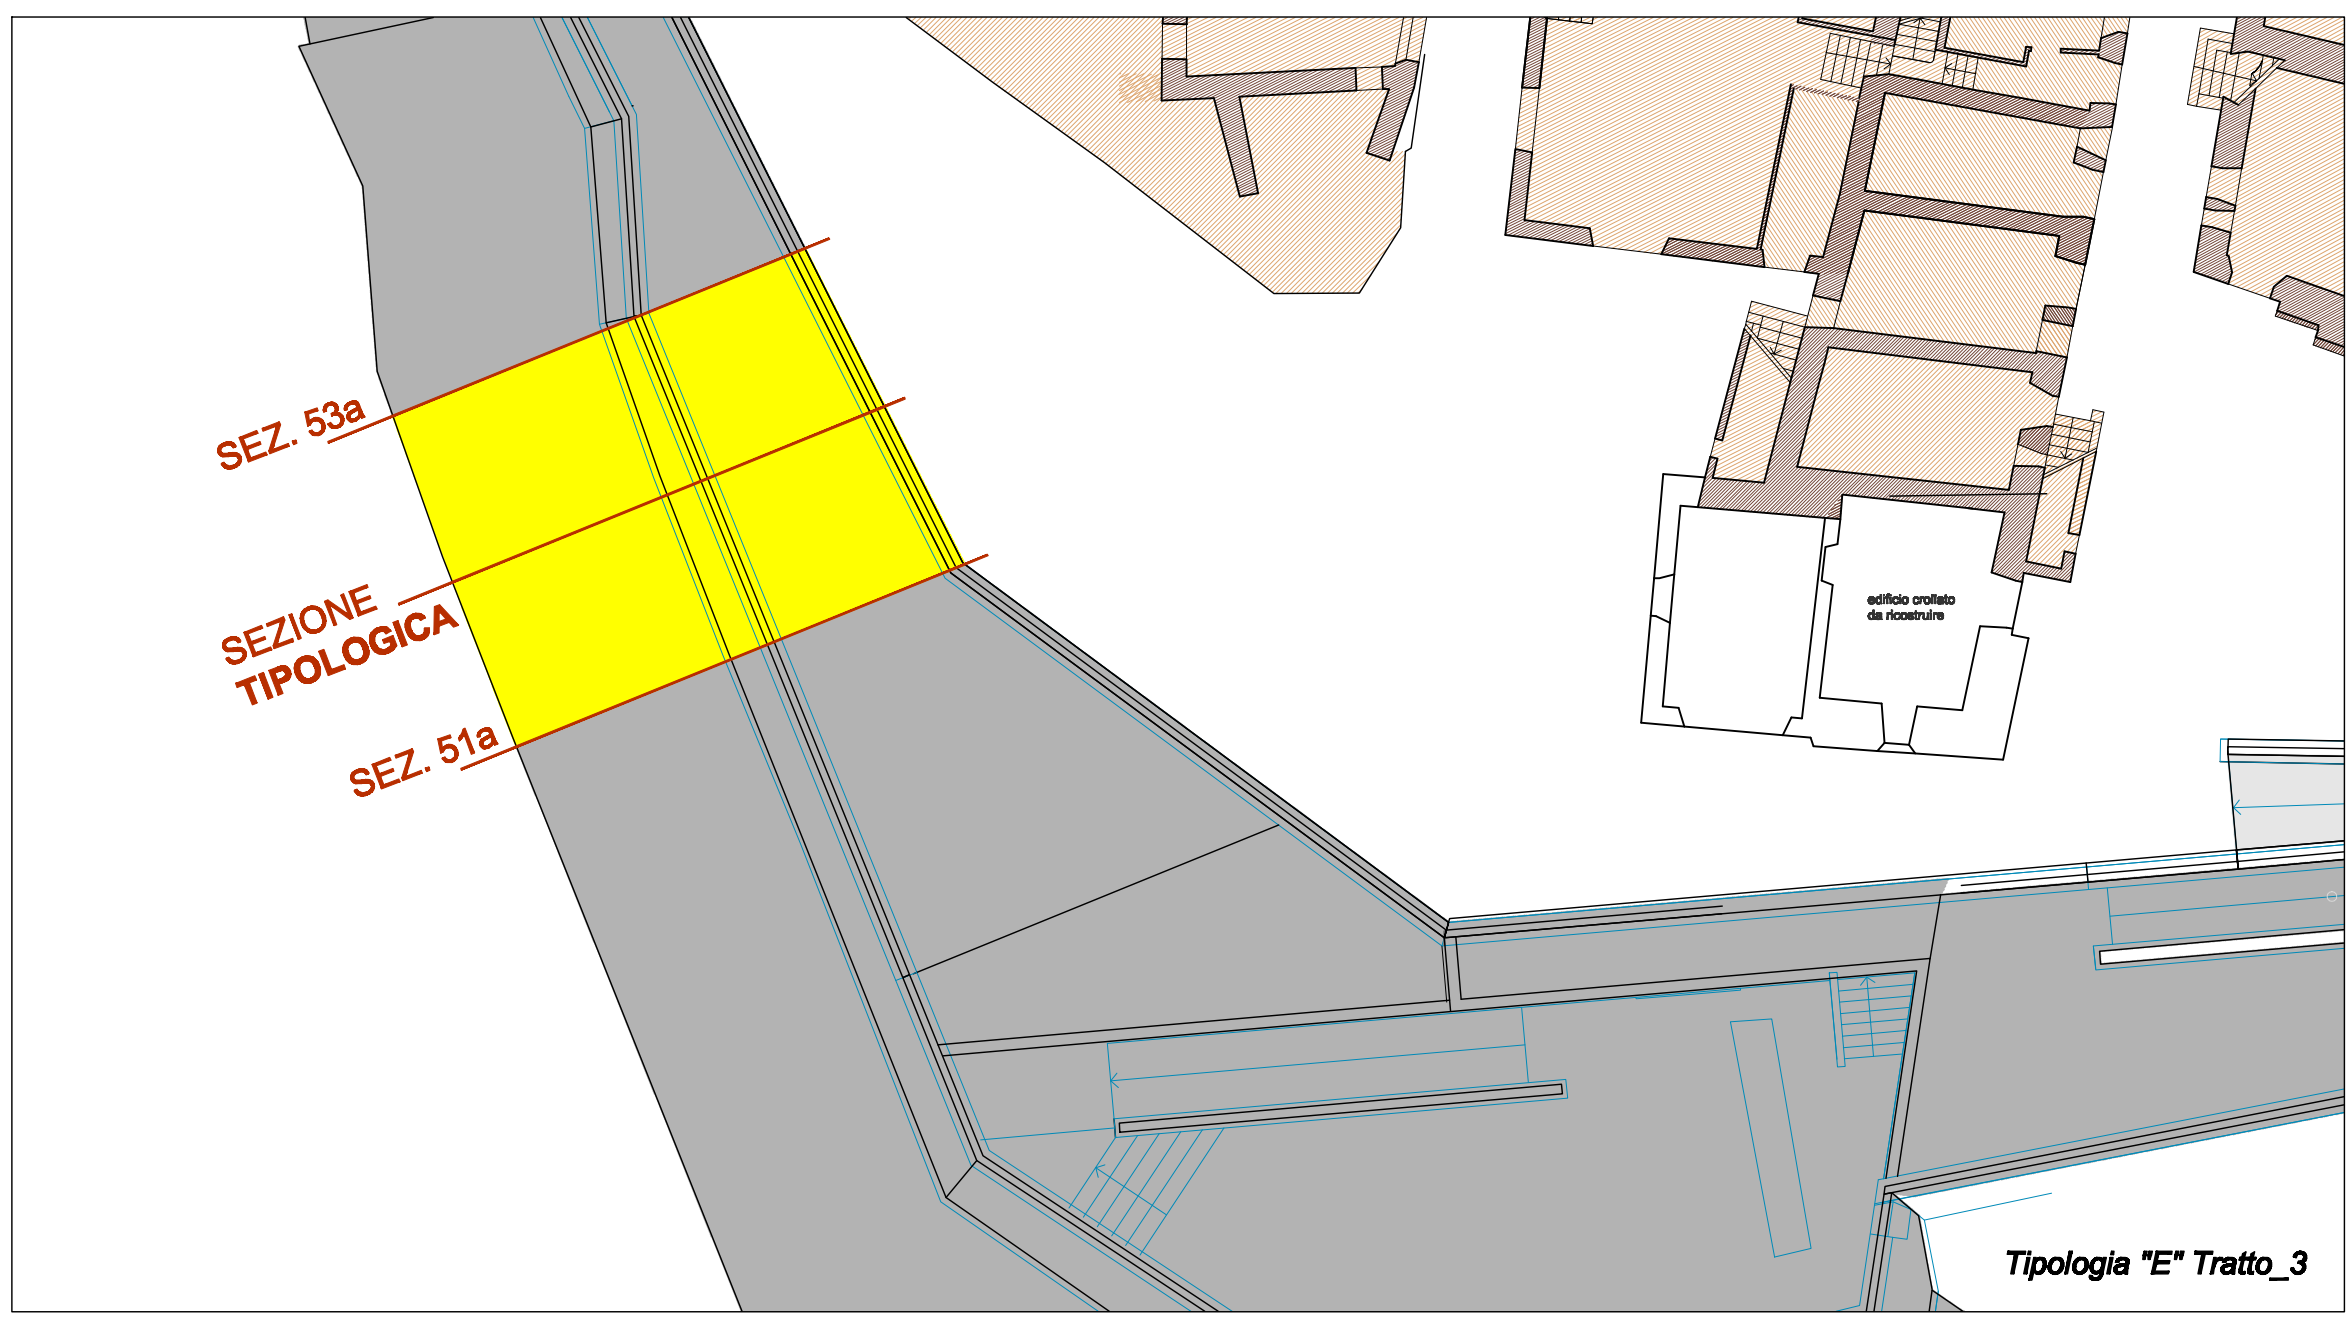 SEZ. 53a
SEZIONE
TIPOLOGICA
SEZ. 51a
edificio crollato
da ricostruire
Tipologia "E" Tratto_3